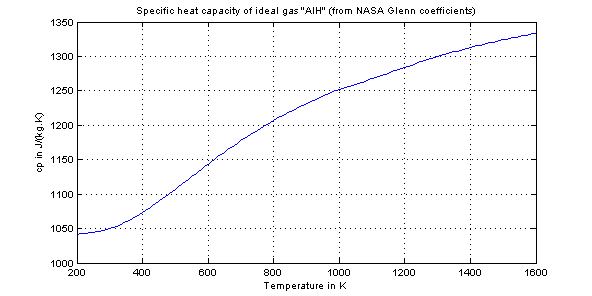 Specific heat capacity of ideal gas "AlH" (from NASA Glenn coefficients)
1350
1300
1250
1200
1150
1100
1050
1000
cp in J/(kg.K)
200 400 600 800 1000 1200 1400 1600
Temperature in K